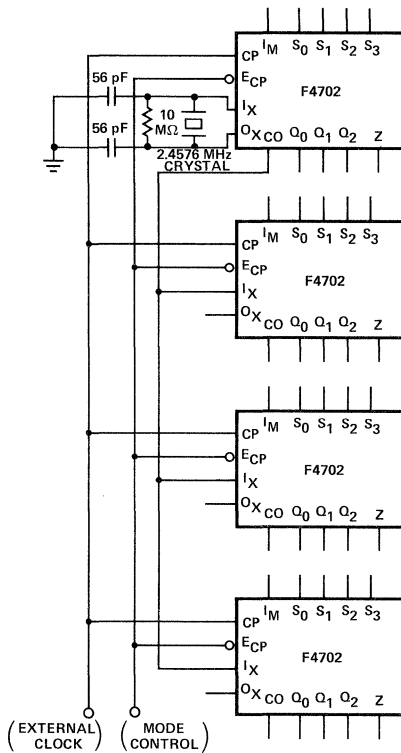 CP I_M S_0 S_1 S_2 S_3
E_CP
F4702
56 pF
10 MΩ
I_X
56 pF
O_X CO Q_0 Q_1 Q_2 Z
2.4576 MHz
CRYSTAL
I_M S_0 S_1 S_2 S_3
CP
E_CP
F4702
I_X
O_X CO Q_0 Q_1 Q_2 Z
I_M S_0 S_1 S_2 S_3
CP
E_CP
F4702
I_X
O_X CO Q_0 Q_1 Q_2 Z
I_M S_0 S_1 S_2 S_3
CP
E_CP
F4702
I_X
O_X CO Q_0 Q_1 Q_2 Z
(EXTERNAL CLOCK)
(MODE CONTROL)